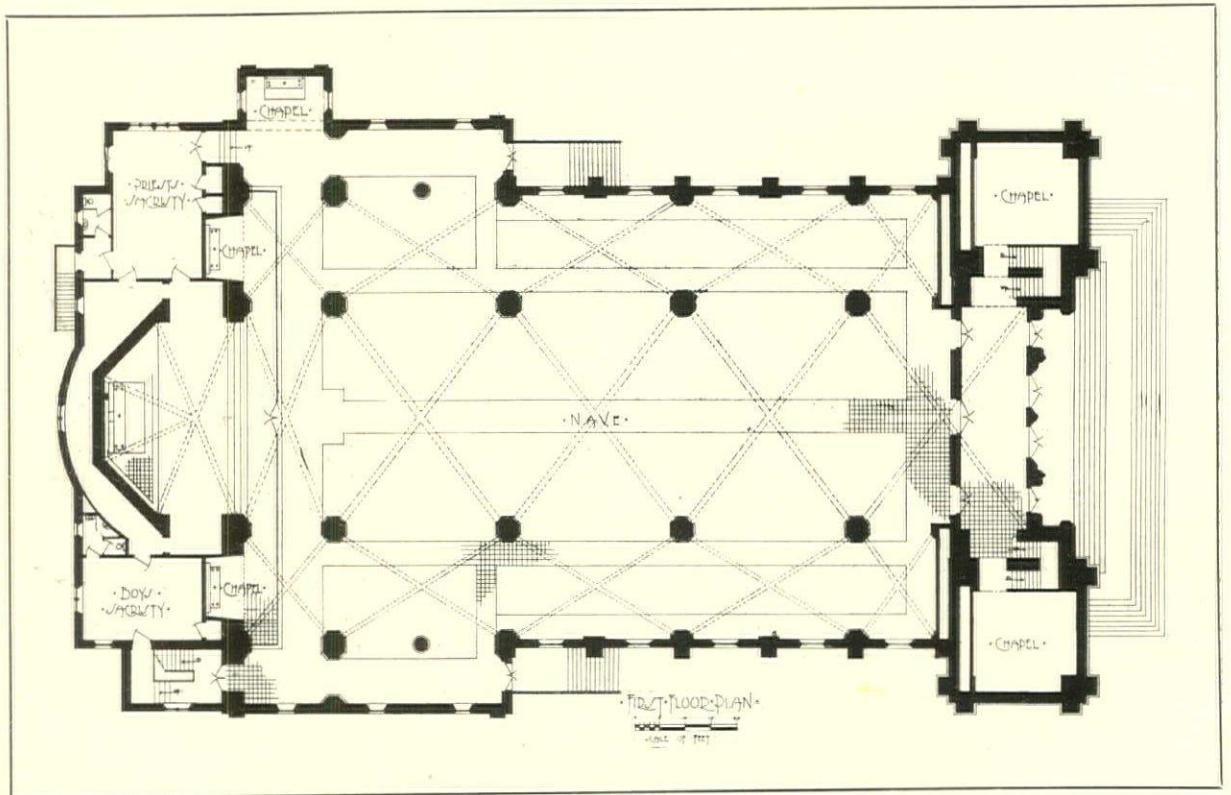 ·CHAPEL·
·PRIESTS·
SACRISTY·
·CHAPEL·
·CHAPEL·
·NAVE·
·CHAPEL·
·BOYS·
SACRISTY·
·CHAPEL·
·FIRST·FLOOR·PLAN·
SCALE OF FEET